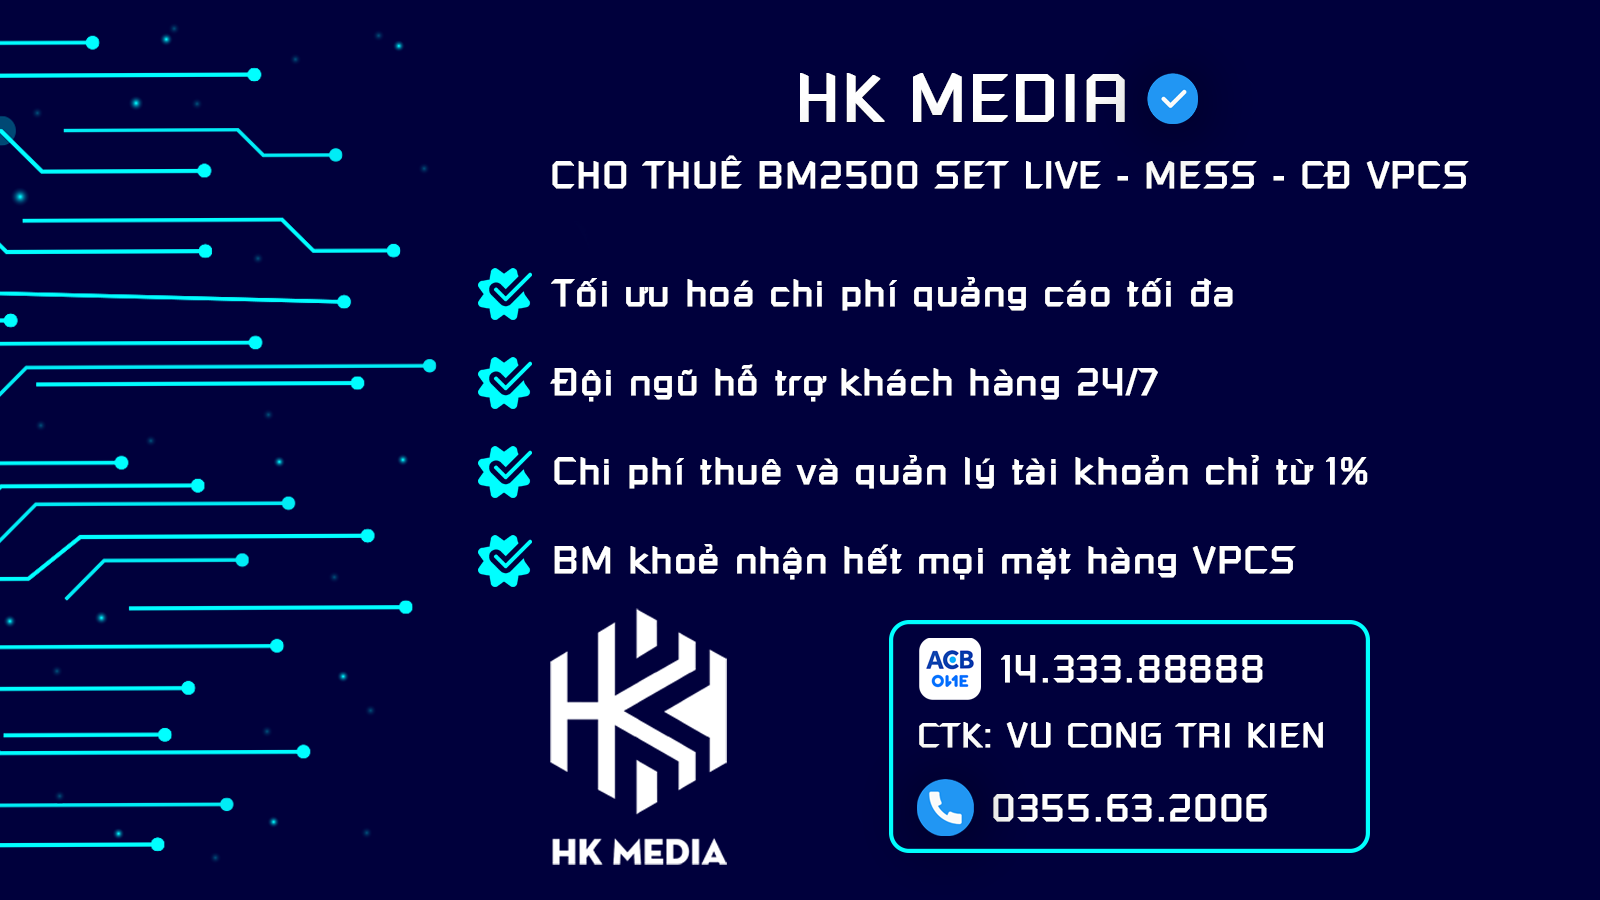 HK MEDIA
CHO THUÊ BM2500 SET LIVE - MESS - CĐ VPCS
Tối ưu hoá chi phí quảng cáo tối đa
Đội ngũ hỗ trợ khách hàng 24/7
Chi phí thuê và quản lý tài khoản chỉ từ 1%
BM khoẻ nhận hết mọi mặt hàng VPCS
HK MEDIA
ACB
ONE
14.333.88888
CTK: VU CONG TRI KIEN
0355.63.2006